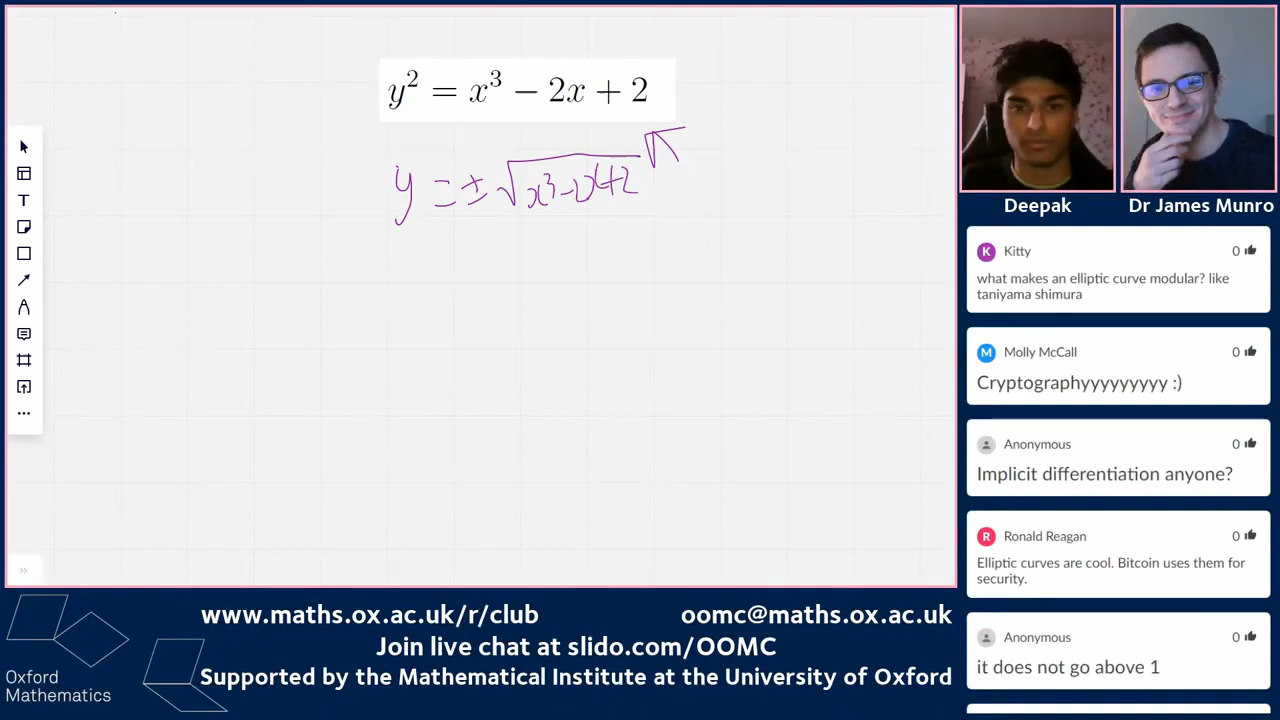 y² = x³ − 2x + 2
y = ± √x³-2x+2
Deepak
Dr James Munro
K
Kitty
0
what makes an elliptic curve modular? like
taniyama shimura
M
Molly McCall
0
Cryptographyyyyyyyyy :)
Anonymous
0
Implicit differentiation anyone?
R
Ronald Reagan
0
Elliptic curves are cool. Bitcoin uses them for
security.
Anonymous
0
it does not go above 1
T
»
Oxford
Mathematics
www.maths.ox.ac.uk/r/club
oomc@maths.ox.ac.uk
Join live chat at slido.com/OOMC
Supported by the Mathematical Institute at the University of Oxford